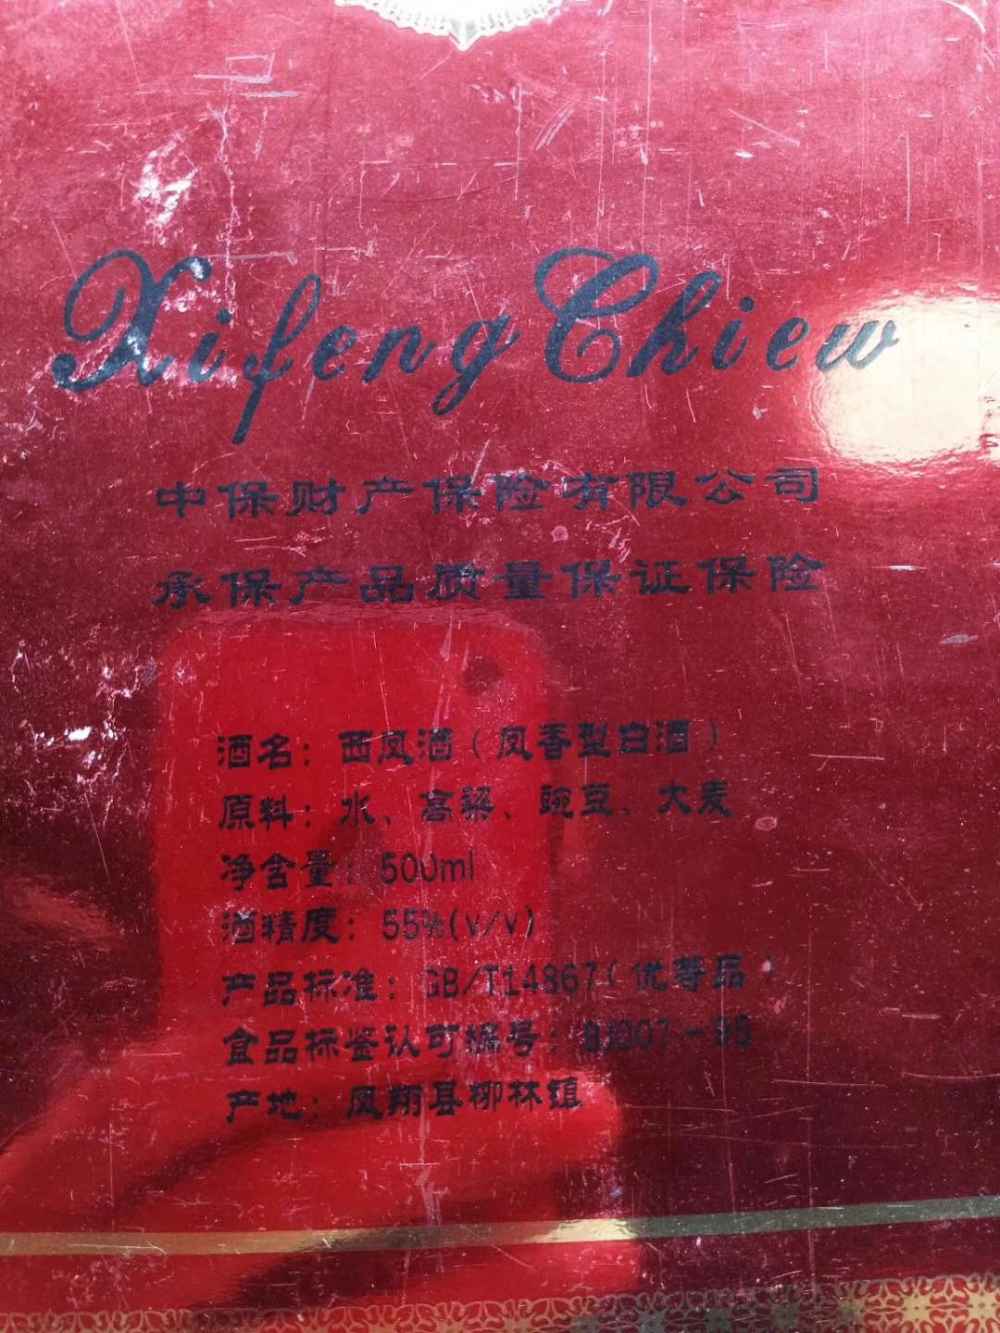 Xifeng Chiew
中保财产保险有限公司
承保产品质量保证保险
酒名：西凤酒（凤香型白酒）
原料：水、高粱、豌豆、大麦
净含量：500ml
酒精度：55%(v/v)
产品标准：GB/T14867（优等品）
食品标鉴认可编号：
产地：凤翔县柳林镇